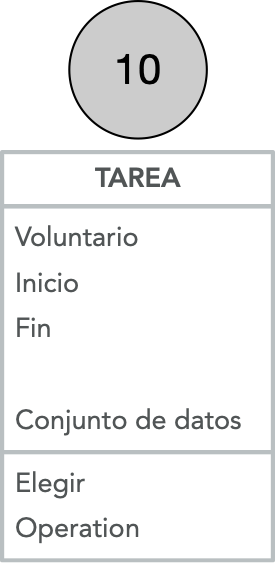 10
TAREA
Voluntario
Inicio
Fin
Conjunto de datos
Elegir
Operation